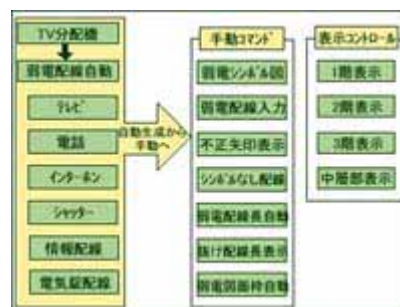 TV分配機
弱電配線自動
テレビ
電話
インターホン
シャッター
情報配線
電気錠配線
自動生成から
手動へ
手動コマンド
弱電シンボル図
弱電配線入力
不正矢印表示
シンボルなし配線
弱電配線長自動
抜け配線長表示
弱電図面枠自動
表示コントロール
1階表示
2階表示
3階表示
中層部表示